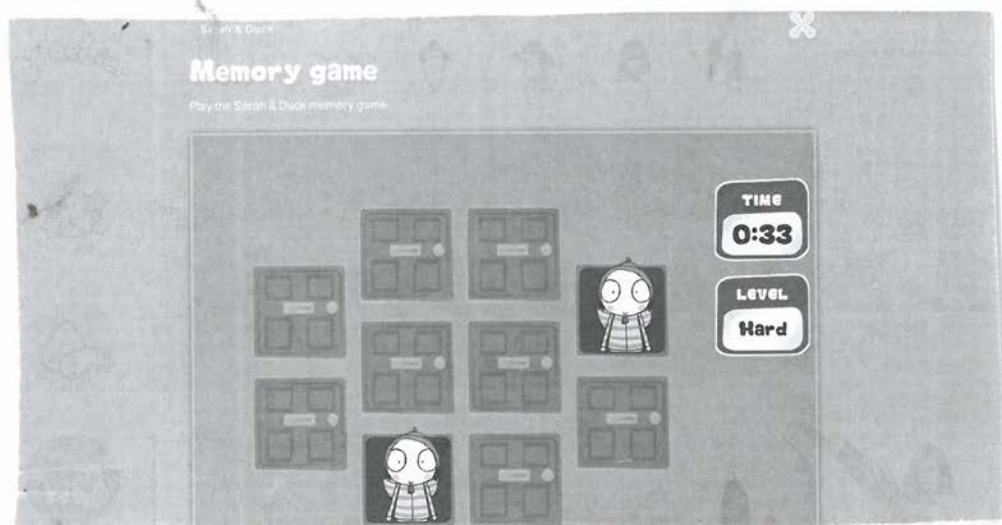 Sarah & Duck
Memory game
Play the Sarah & Duck memory game.
TIME
0:33
LEVEL
Hard